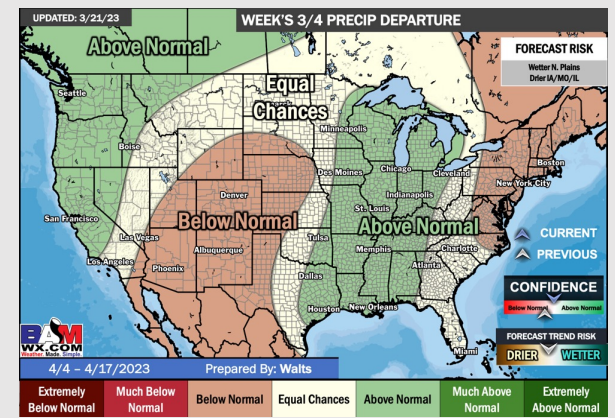 UPDATED: 3/21/23
WEEK'S 3/4 PRECIP DEPARTURE
Above Normal
FORECAST RISK
Wetter N. Plains
Drier IA/MO/IL
Seattle
Equal
Chances
Minneapolis
Boise
Boston
Des Moines
Chicago
Cleveland
New York City
Denver
Indianapolis
St. Louis
San Francisco
Below Normal
Above Normal
CURRENT
Las Vegas
Tulsa
Memphis
Charlotte
PREVIOUS
Los Angeles
Albuquerque
Phoenix
Atlanta
Dallas
CONFIDENCE
Below Normal
Above Normal
Houston
New Orleans
BAM
WX.COM
Weather. Made. Simple.
FORECAST TREND RISK
DRIER
WETTER
Miami
4/4 – 4/17/2023
Prepared By: Walts
Extremely
Below Normal
Much Below
Normal
Below Normal
Equal Chances
Above Normal
Much Above
Normal
Extremely
Above Normal